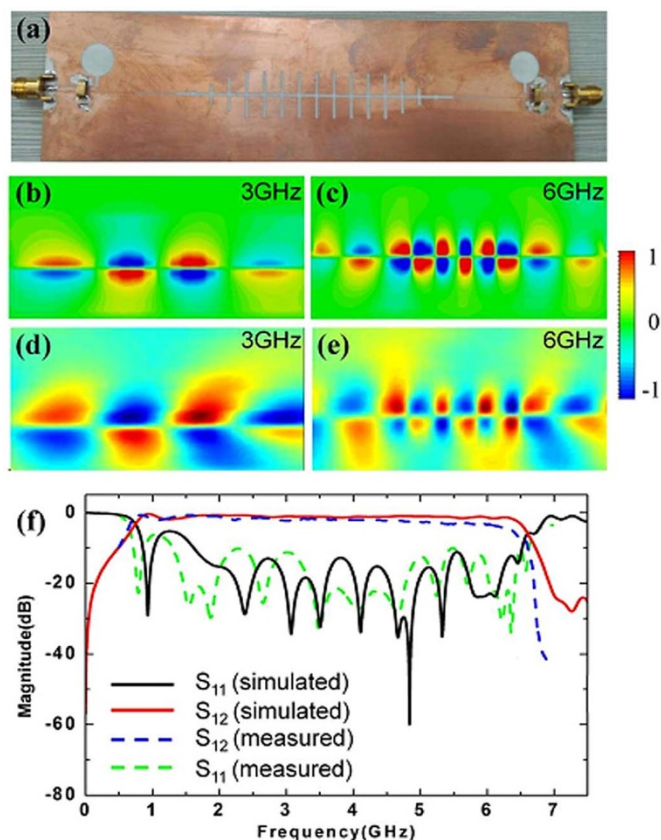 (a)
(b) 3GHz
(c) 6GHz
(d) 3GHz
(e) 6GHz
1
0
-1
(f)
0
-20
-40
-60
-80
Magnitude(dB)
S₁₁ (simulated)
S₁₂ (simulated)
S₁₂ (measured)
S₁₁ (measured)
0 1 2 3 4 5 6 7
Frequency(GHz)